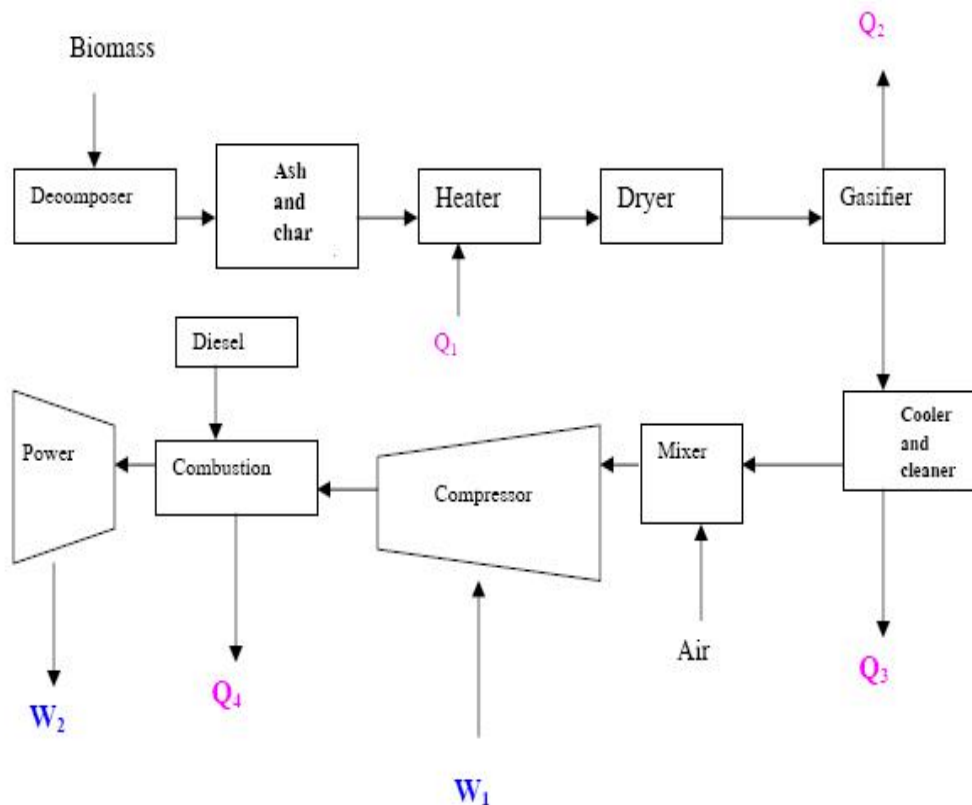 Q₂
Biomass
Decomposer
Ash
and
char
Heater
Dryer
Gasifier
Q₁
Diesel
Power
Combustion
Compressor
Mixer
Cooler
and
cleaner
Air
Q₃
Q₄
W₂
W₁